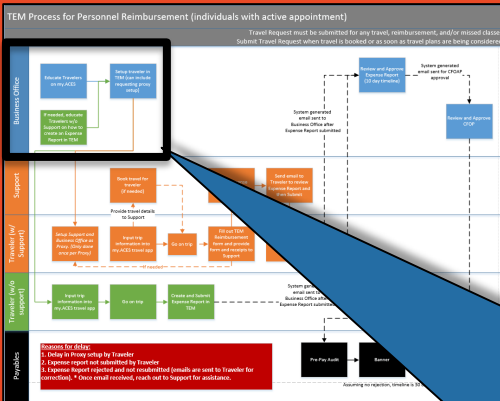 TEM Process for Personnel Reimbursement (individuals with active appointment)
Travel Request must be submitted for any travel, reimbursement, and/or missed classe
Submit Travel Request when travel is booked or as soon as travel plans are being considere
Business Office
Educate Travelers
on my ACES
Setup traveler in
TEM (can include
requesting proxy
setup)
If needed, educate
Travelers w/o
Support on how to
create an Expense
Report in TEM
Review and Approve
Expense Report
(10 day timeline)
System generated
email sent for CFOAP
approval
Review and Approve
CFOP
System generated
email sent to
Business Office after
Expense Report submitted
Support
Book travel for
traveler
(if needed)
Send email to
Traveler to review
Expense Report and
then Submit
Provide travel details
to Support
Traveler (w/
Support)
Setup Support and
Business Office as
Proxy. (Only done
once per Proxy)
Input trip
information into
my ACES travel app
Go on trip
Fill out TEM
Reimbursement
form and provide
form and receipts to
Support
If needed
Traveler (w/o
support)
Input trip
information into
my ACES travel app
Go on trip
Create and Submit
Expense Report in
TEM
System gene
email sent to
Business Office after
Expense Report submitted
Payables
Reasons for delay:
1. Delay in Proxy setup by Traveler
2. Expense report not submitted by Traveler
3. Expense Report rejected and not resubmitted (emails are sent to Traveler for
correction). * Once email received, reach out to Support for assistance.
Pre-Pay Audit
Banner
Assuming no rejection, timeline is 30